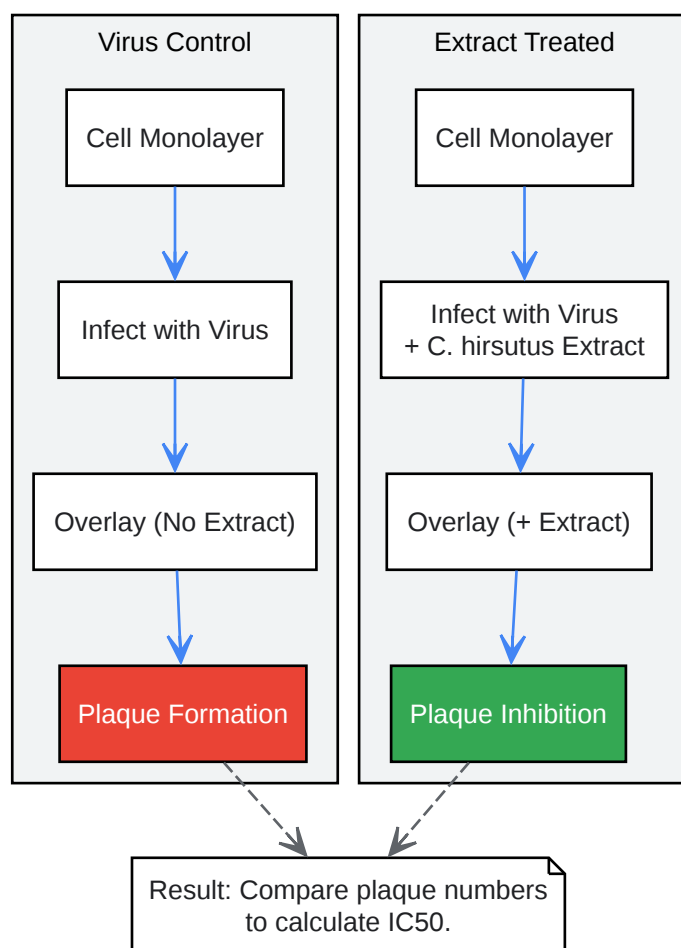 Virus Control
Cell Monolayer
Infect with Virus
Overlay (No Extract)
Plaque Formation
Extract Treated
Cell Monolayer
Infect with Virus
+ C. hirsutus Extract
Overlay (+ Extract)
Plaque Inhibition
Result: Compare plaque numbers
to calculate IC50.